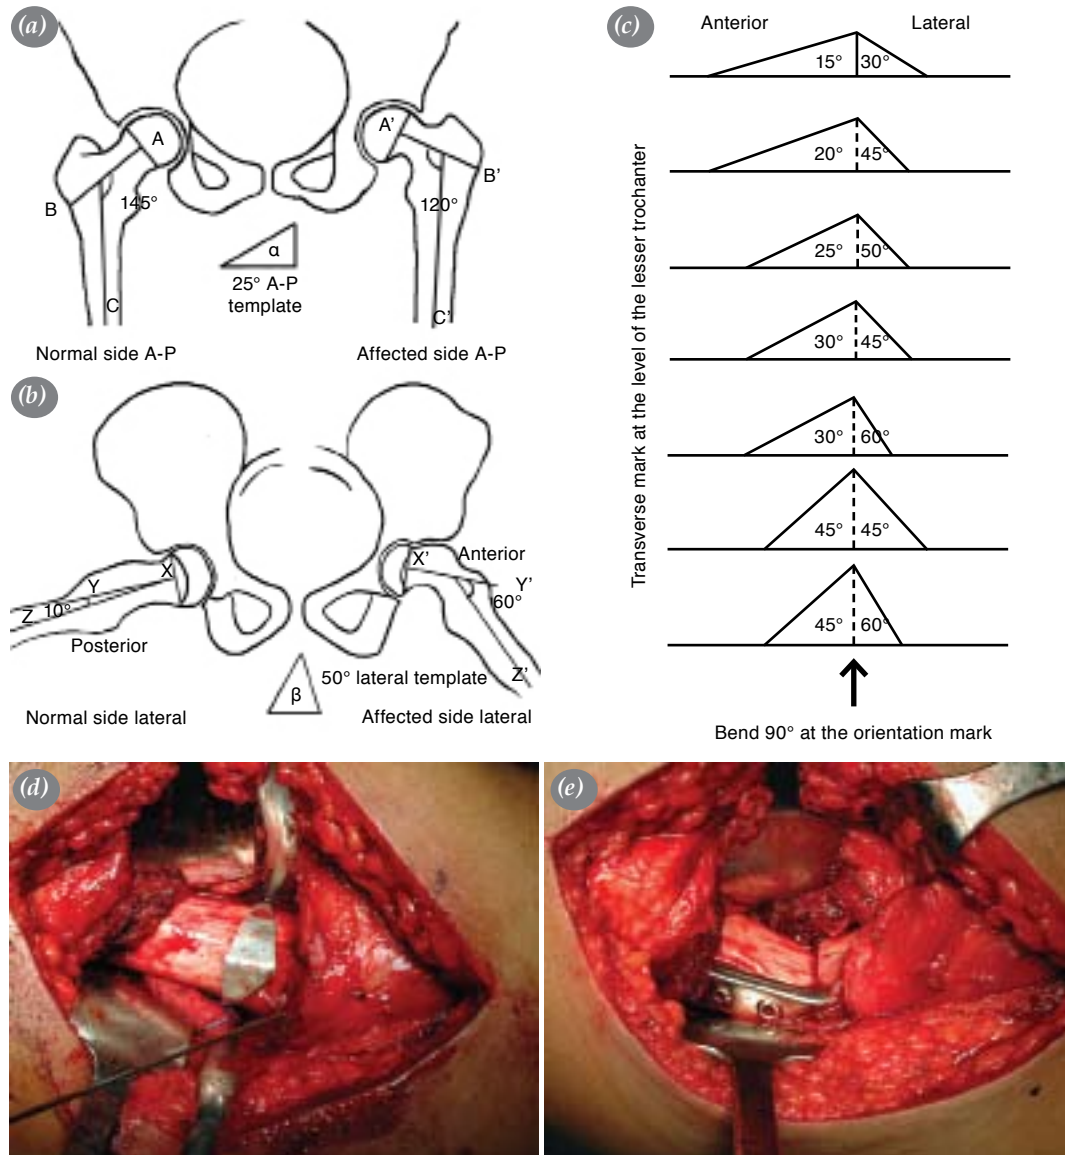 (a)
A
B
145°
C
A'
B'
120°
C'
α
25° A-P
template
Normal side A-P
Affected side A-P
(b)
X
Y
Z
10°
Posterior
X'
Anterior
Y'
60°
Z'
β
50° lateral template
Normal side lateral
Affected side lateral
(c)
Anterior
Lateral
Transverse mark at the level of the lesser trochanter
15° 30°
20° 45°
25° 50°
30° 45°
30° 60°
45° 45°
45° 60°
Bend 90° at the orientation mark
(d)
(e)